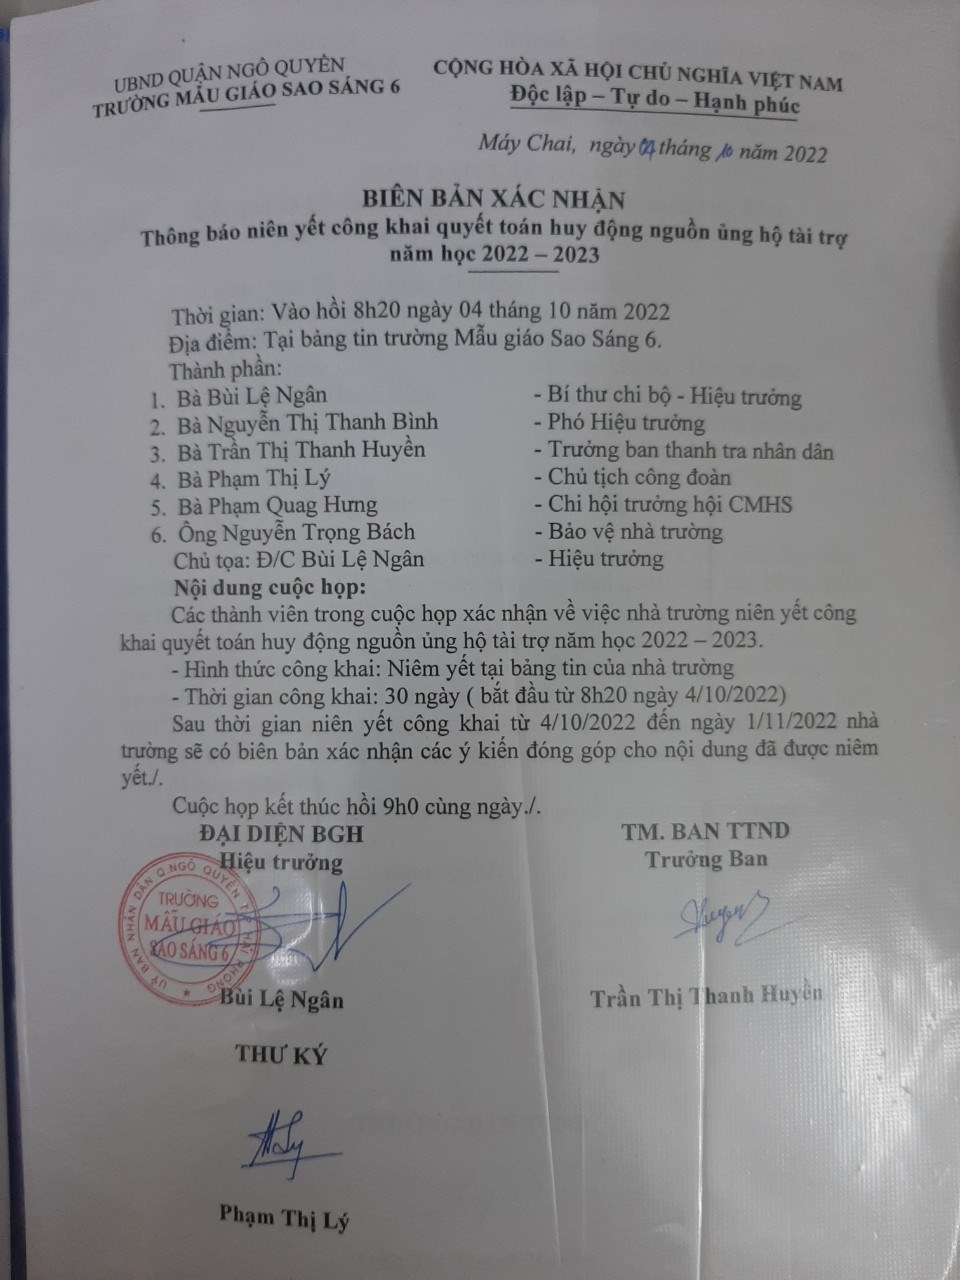 UBND QUẬN NGÔ QUYỀN
TRƯỜNG MẪU GIÁO SAO SÁNG 6
CỘNG HÒA XÃ HỘI CHỦ NGHĨA VIỆT NAM
Độc lập – Tự do – Hạnh phúc
Máy Chai, ngày 04 tháng 10 năm 2022
BIÊN BẢN XÁC NHẬN
Thông báo niên yết công khai quyết toán huy động nguồn ủng hộ tài trợ
năm học 2022 – 2023
Thời gian: Vào hồi 8h20 ngày 04 tháng 10 năm 2022
Địa điểm: Tại bảng tin trường Mẫu giáo Sao Sáng 6.
Thành phần:
1. Bà Bùi Lệ Ngân - Bí thư chi bộ - Hiệu trưởng
2. Bà Nguyễn Thị Thanh Bình - Phó Hiệu trưởng
3. Bà Trần Thị Thanh Huyền - Trưởng ban thanh tra nhân dân
4. Bà Phạm Thị Lý - Chủ tịch công đoàn
5. Bà Phạm Quag Hưng - Chi hội trưởng hội CMHS
6. Ông Nguyễn Trọng Bách - Bảo vệ nhà trường
Chủ tọa: Đ/C Bùi Lệ Ngân - Hiệu trưởng
Nội dung cuộc họp:
Các thành viên trong cuộc họp xác nhận về việc nhà trường niên yết công
khai quyết toán huy động nguồn ủng hộ tài trợ năm học 2022 – 2023.
- Hình thức công khai: Niêm yết tại bảng tin của nhà trường
- Thời gian công khai: 30 ngày ( bắt đầu từ 8h20 ngày 4/10/2022)
Sau thời gian niên yết công khai từ 4/10/2022 đến ngày 1/11/2022 nhà
trường sẽ có biên bản xác nhận các ý kiến đóng góp cho nội dung đã được niêm
yết./.
Cuộc họp kết thúc hồi 9h0 cùng ngày./.
ĐẠI DIỆN BGH
Hiệu trưởng
TM. BAN TTND
Trưởng Ban
UỶ BAN NHÂN DÂN Q.NGÔ QUYỀN T.P HẢI PHÒNG
TRƯỜNG
MẪU GIÁO
SAO SÁNG 6
Huyen
Bùi Lệ Ngân
Trần Thị Thanh Huyền
THƯ KÝ
Ly
Phạm Thị Lý